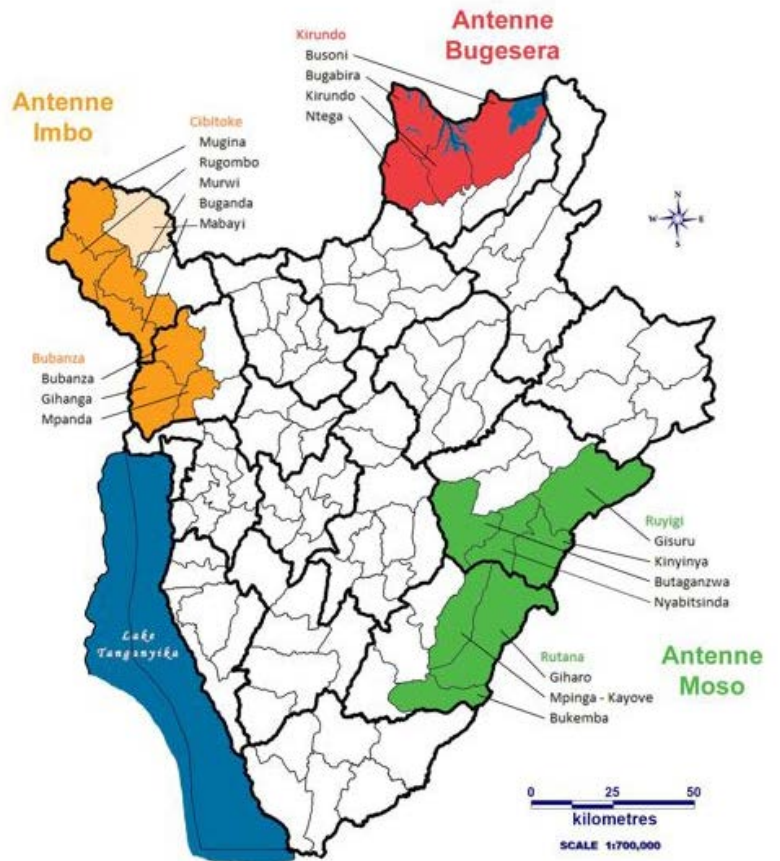 Antenne
Bugesera
Kirundo
Busoni
Bugabira
Kirundo
Ntega
Antenne
Imbo
Cibitoke
Mugina
Rugombo
Murwi
Buganda
Mabayi
N
W
E
S
Bubanza
Bubanza
Gihanga
Mpanda
Ruyigi
Gisuru
Kinyinya
Butaganzwa
Nyabitsinda
Lake
Tanganyika
Rutana
Giharo
Mpinga - Kayove
Bukemba
Antenne
Moso
0 25 50
kilometres
SCALE 1:700,000